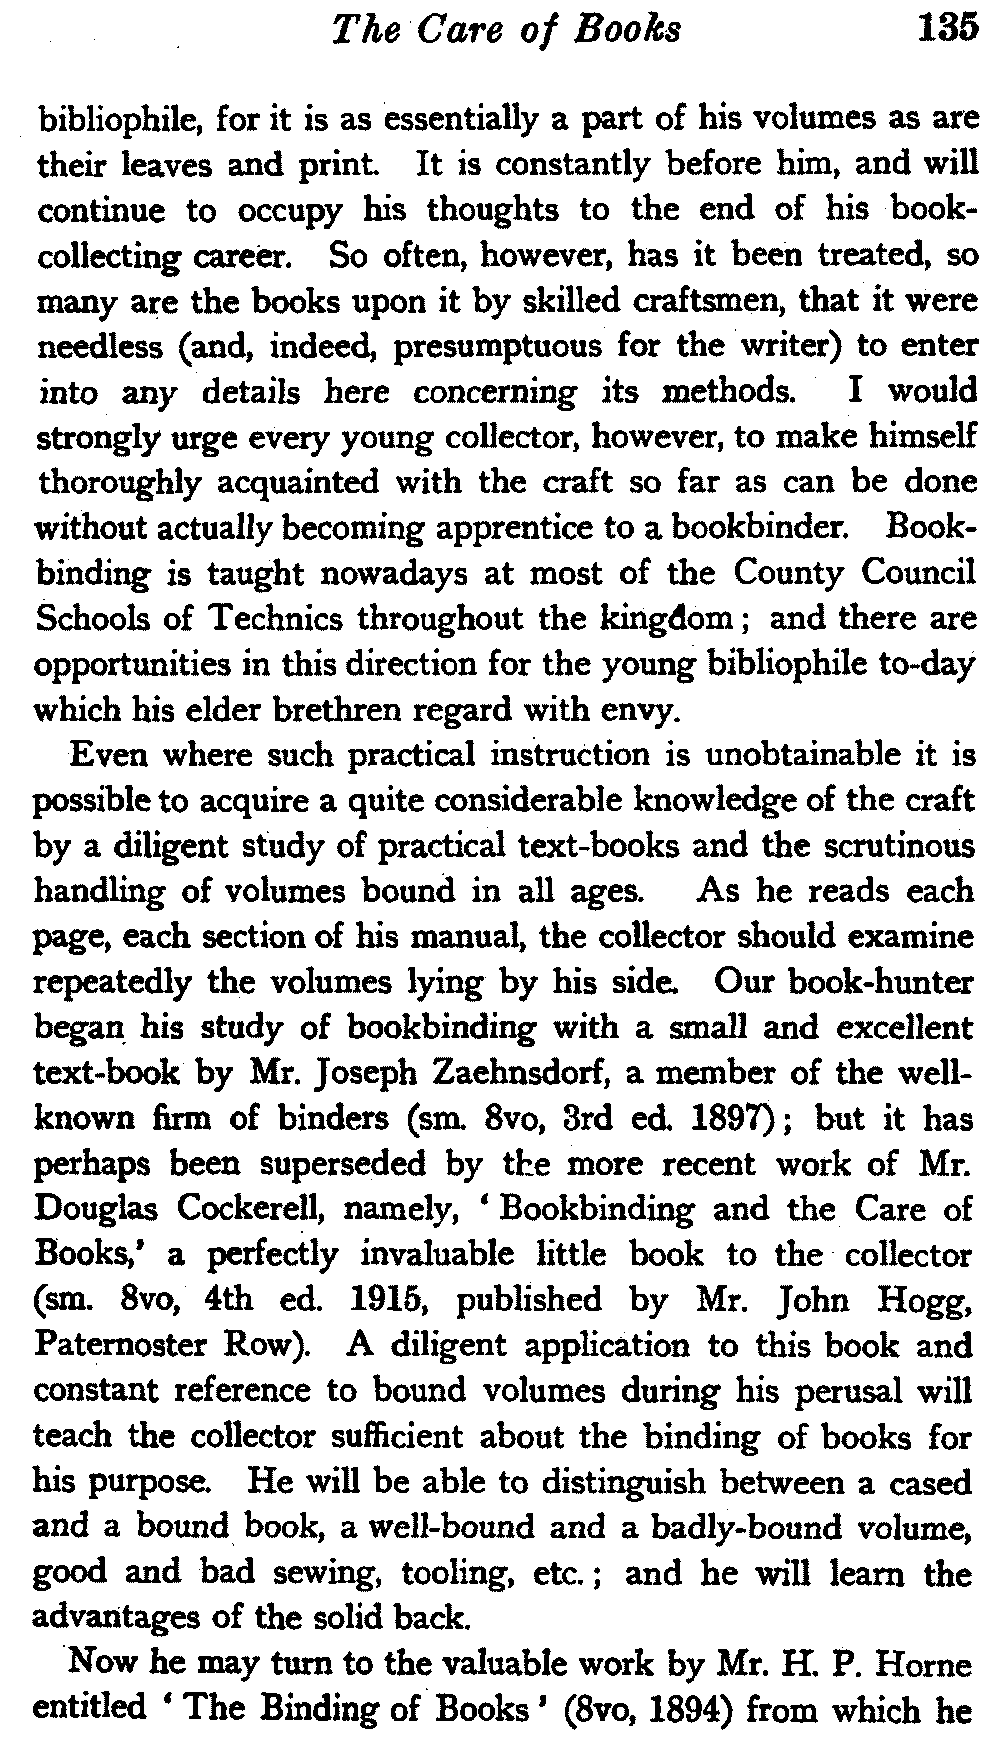 The Care of Books 135
bibliophile, for it is as essentially a part of his volumes as are
their leaves and print. It is constantly before him, and will
continue to occupy his thoughts to the end of his book-
collecting career. So often, however, has it been treated, so
many are the books upon it by skilled craftsmen, that it were
needless (and, indeed, presumptuous for the writer) to enter
into any details here concerning its methods. I would
strongly urge every young collector, however, to make himself
thoroughly acquainted with the craft so far as can be done
without actually becoming apprentice to a bookbinder. Book-
binding is taught nowadays at most of the County Council
Schools of Technics throughout the kingdom; and there are
opportunities in this direction for the young bibliophile to-day
which his elder brethren regard with envy.
Even where such practical instruction is unobtainable it is
possible to acquire a quite considerable knowledge of the craft
by a diligent study of practical text-books and the scrutinous
handling of volumes bound in all ages. As he reads each
page, each section of his manual, the collector should examine
repeatedly the volumes lying by his side. Our book-hunter
began his study of bookbinding with a small and excellent
text-book by Mr. Joseph Zaehnsdorf, a member of the well-
known firm of binders (sm. 8vo, 3rd ed. 1897); but it has
perhaps been superseded by the more recent work of Mr.
Douglas Cockerell, namely, ‘Bookbinding and the Care of
Books,’ a perfectly invaluable little book to the collector
(sm. 8vo, 4th ed. 1915, published by Mr. John Hogg,
Paternoster Row). A diligent application to this book and
constant reference to bound volumes during his perusal will
teach the collector sufficient about the binding of books for
his purpose. He will be able to distinguish between a cased
and a bound book, a well-bound and a badly-bound volume,
good and bad sewing, tooling, etc.; and he will learn the
advantages of the solid back.
Now he may turn to the valuable work by Mr. H. P. Horne
entitled ‘The Binding of Books’ (8vo, 1894) from which he